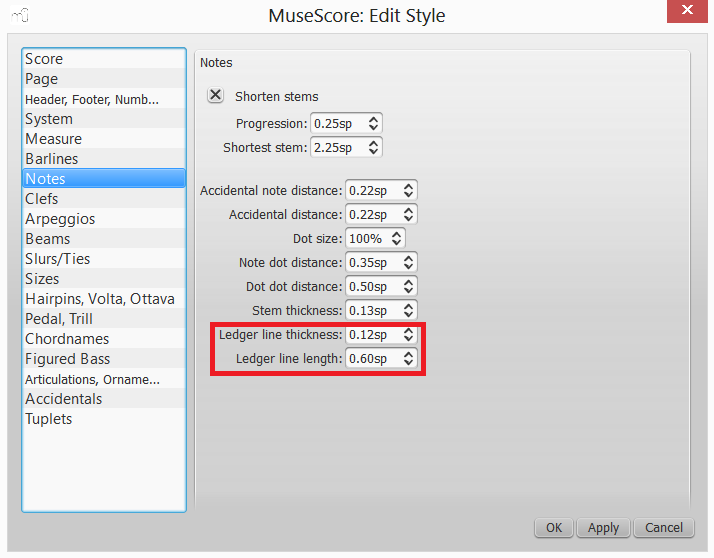 MuseScore: Edit Style
Score
Page
Header, Footer, Numb...
System
Measure
Barlines
Notes
Clefs
Arpeggios
Beams
Slurs/Ties
Sizes
Hairpins, Volta, Ottava
Pedal, Trill
Chordnames
Figured Bass
Articulations, Orname...
Accidentals
Tuplets
Notes
Shorten stems
Progression: 0.25sp
Shortest stem: 2.25sp
Accidental note distance: 0.22sp
Accidental distance: 0.22sp
Dot size: 100%
Note dot distance: 0.35sp
Dot dot distance: 0.50sp
Stem thickness: 0.13sp
Ledger line thickness: 0.12sp
Ledger line length: 0.60sp
OK Apply Cancel